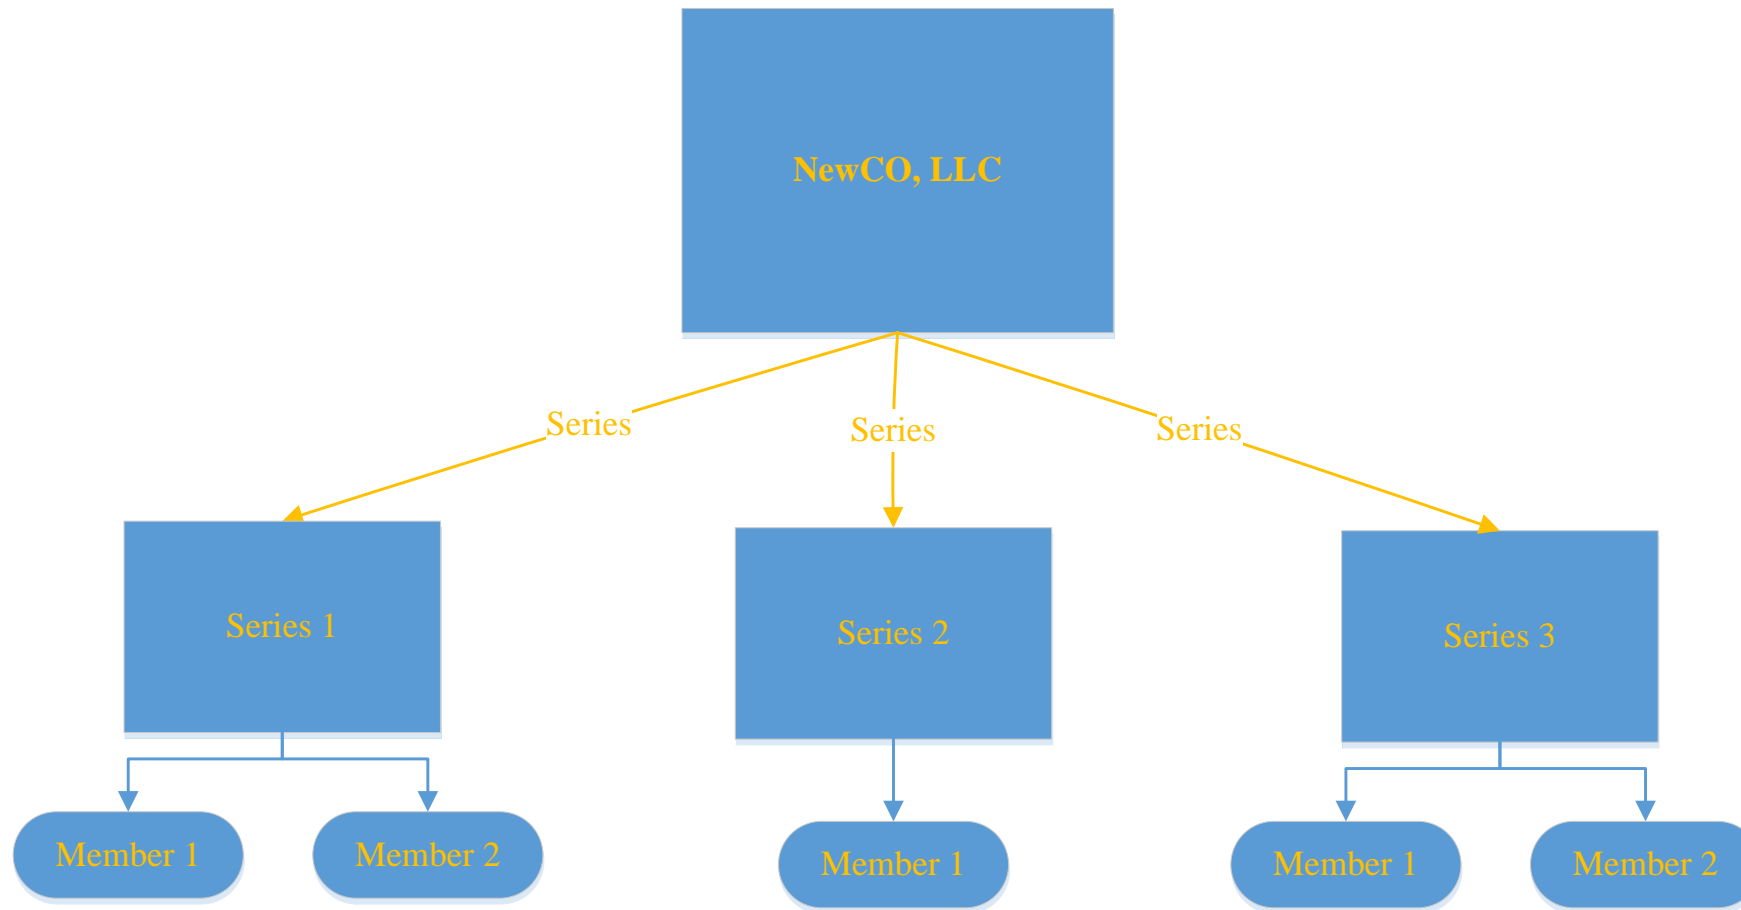 NewCO, LLC
Series
Series
Series
Series 1
Series 2
Series 3
Member 1
Member 2
Member 1
Member 1
Member 2